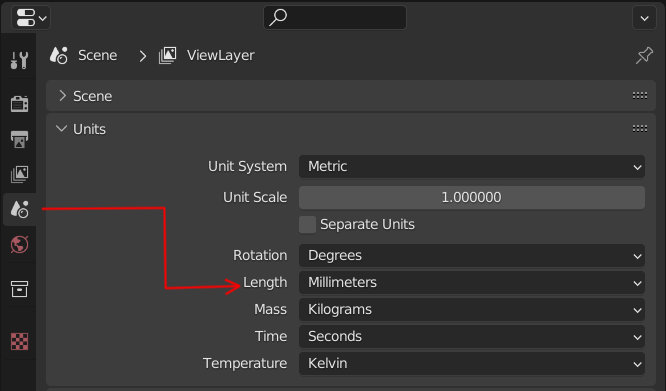 Scene > ViewLayer
Scene
Units
Unit System Metric
Unit Scale 1.000000
Separate Units
Rotation Degrees
Length Millimeters
Mass Kilograms
Time Seconds
Temperature Kelvin